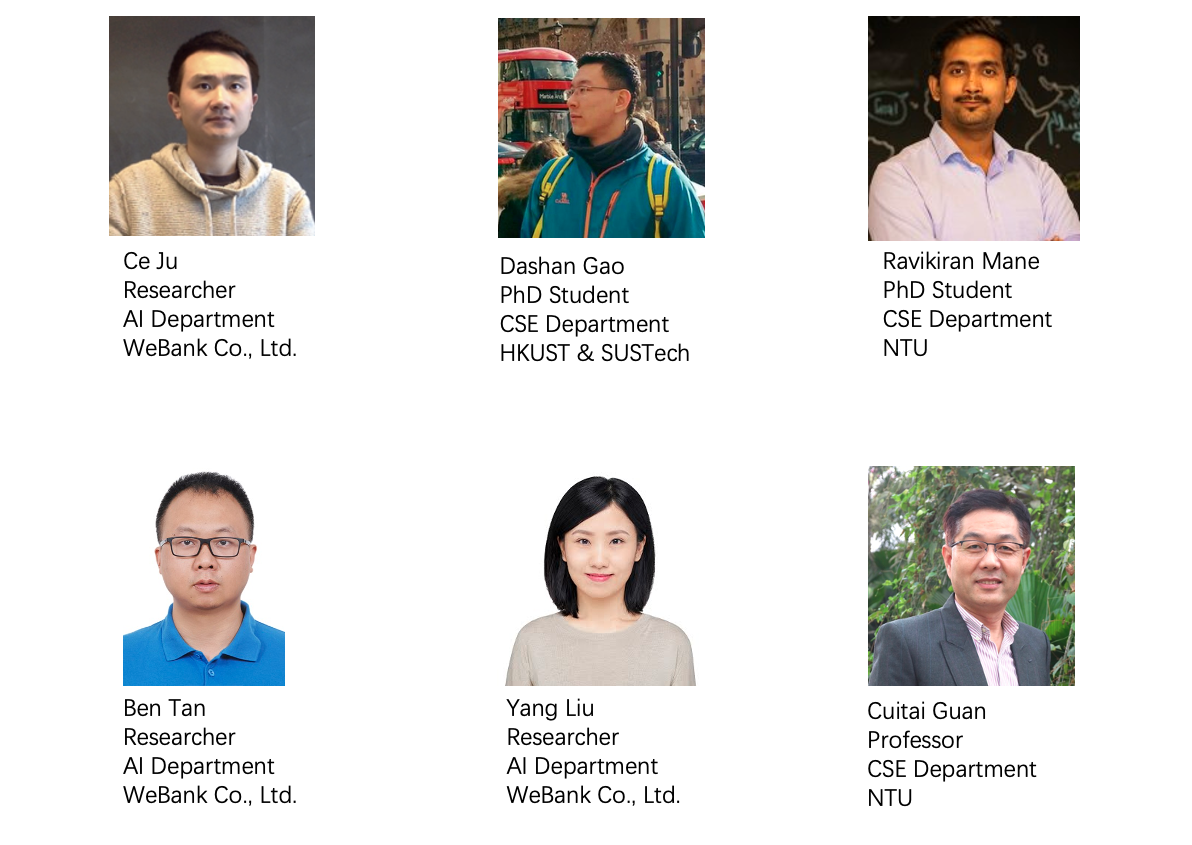 Ce Ju
Researcher
AI Department
WeBank Co., Ltd.
Dashan Gao
PhD Student
CSE Department
HKUST & SUSTech
Ravikiran Mane
PhD Student
CSE Department
NTU
Ben Tan
Researcher
AI Department
WeBank Co., Ltd.
Yang Liu
Researcher
AI Department
WeBank Co., Ltd.
Cuitai Guan
Professor
CSE Department
NTU